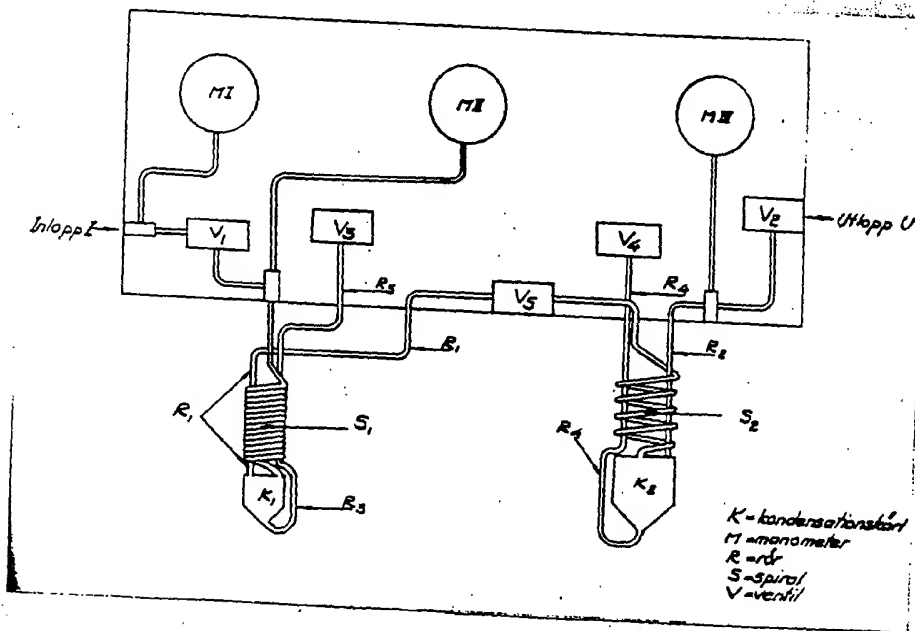 MI
MII
MIII
Inlopp I
V₁
V₃
V₄
V₂
Utlopp U
R₃
V₅
R₄
R₁
R₂
R₁
S₁
S₂
R₄
K₁
R₃
K₂
K=kondensationskärl
M=manometer
R=rör
S=spiral
V=ventil